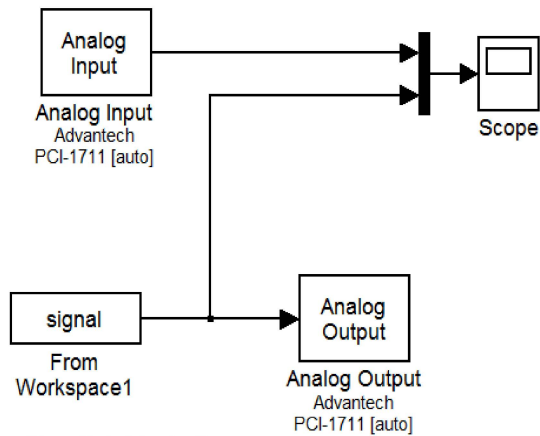 Analog
Input
Analog Input
Advantech
PCI-1711 [auto]
Scope
signal
From
Workspace1
Analog
Output
Analog Output
Advantech
PCI-1711 [auto]